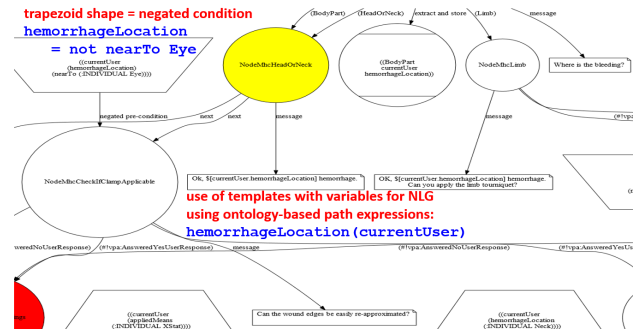 trapezoid shape = negated condition
hemorrhageLocation
= not nearTo Eye
(BodyPart)
(HeadOrNeck)
extract and store
(Limb)
message
((currentUser
(hemorrhageLocation)
(nearTo (:INDIVIDUAL Eye))))
NodeMhcHeadOrNeck
((BodyPart
currentUser
hemorrhageLocation))
NodeMhcLimb
Where is the bleeding?
negated pre-condition
next
next
message
message
(#!vpa
Ok, $[currentUser.hemorrhageLocation] hemorrhage.
OK, $[currentUser.hemorrhageLocation] hemorrhage.
Can you apply the limb tourniquet?
NodeMhcCheckIfClampApplicable
use of templates with variables for NLG
using ontology-based path expressions:
hemorrhageLocation(currentUser)
weredNoUserResponse)
(#!vpa:AnsweredYesUserResponse)
message
(#!vpa:AnsweredNoUserResponse)
(#!vpa:AnsweredYesUs
((currentUser
(appliedMeans
(:INDIVIDUAL XStat))))
Can the wound edges be easily re-approximated?
((currentUser
(hemorrhageLocation
(:INDIVIDUAL Neck))))